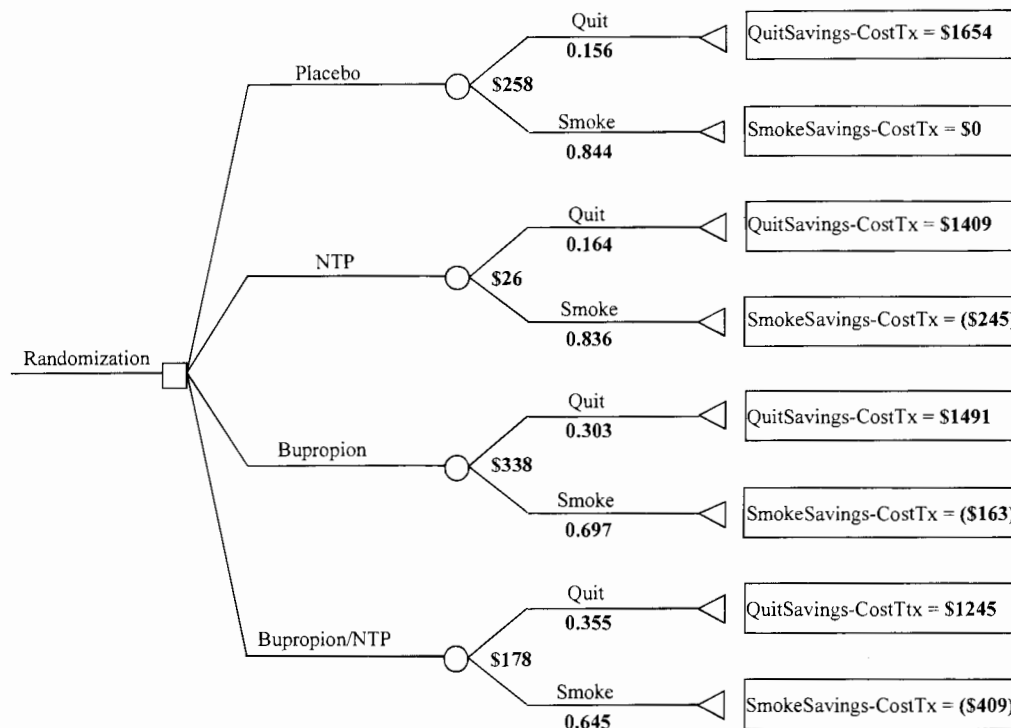 Quit
0.156
QuitSavings-CostTx = $1654
Placebo
$258
Smoke
0.844
SmokeSavings-CostTx = $0
Quit
0.164
QuitSavings-CostTx = $1409
NTP
$26
Smoke
0.836
SmokeSavings-CostTx = ($245)
Randomization
Quit
0.303
QuitSavings-CostTx = $1491
Bupropion
$338
Smoke
0.697
SmokeSavings-CostTx = ($163)
Quit
0.355
QuitSavings-CostTtx = $1245
Bupropion/NTP
$178
Smoke
0.645
SmokeSavings-CostTx = ($409)